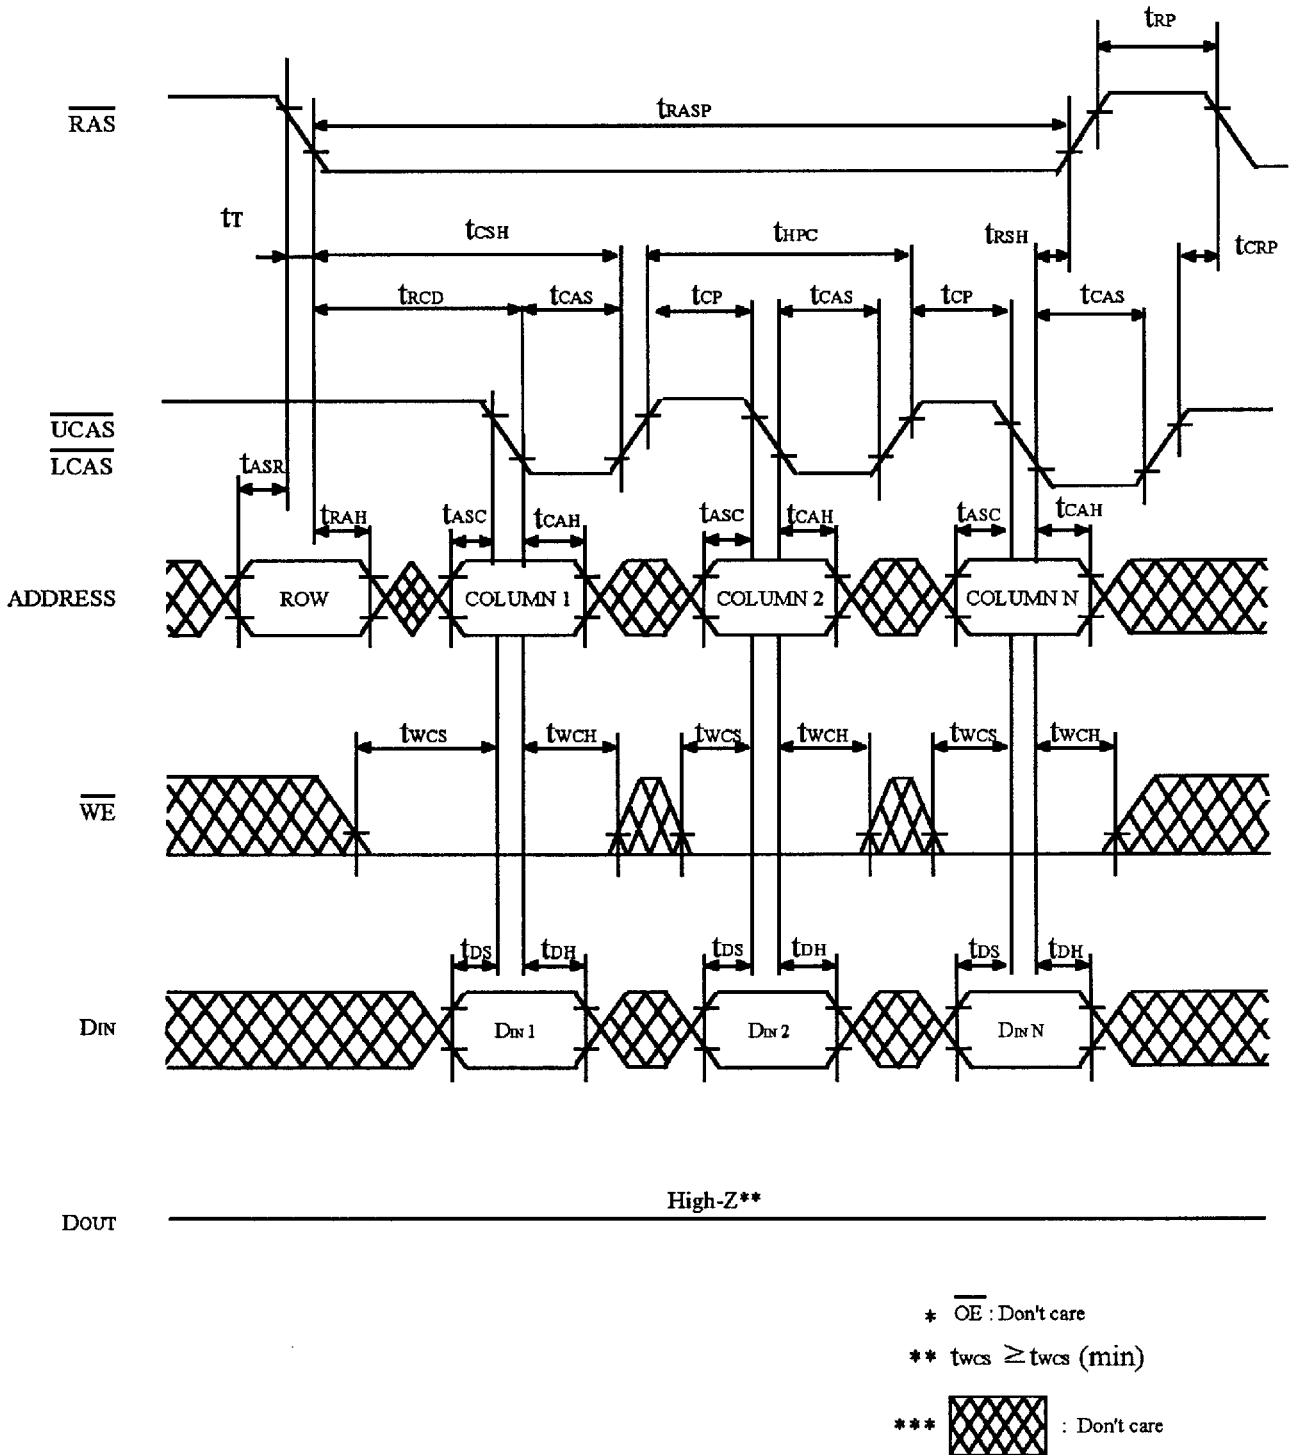 tRP
RAS
tRASP
tT
tCSH
tHPC
tRSH
tCRP
tRCD
tCAS
tCP
tCAS
tCP
tCAS
UCAS
LCAS
tASR
tRAH
tASC
tCAH
tASC
tCAH
tASC
tCAH
ADDRESS
ROW
COLUMN 1
COLUMN 2
COLUMN N
tWCS
tWCH
tWCS
tWCH
tWCS
tWCH
WE
tDS
tDH
tDS
tDH
tDS
tDH
DIN
DIN 1
DIN 2
DIN N
High-Z**
DOUT
* OE : Don't care
** twcs ≥ twcs (min)
*** : Don't care